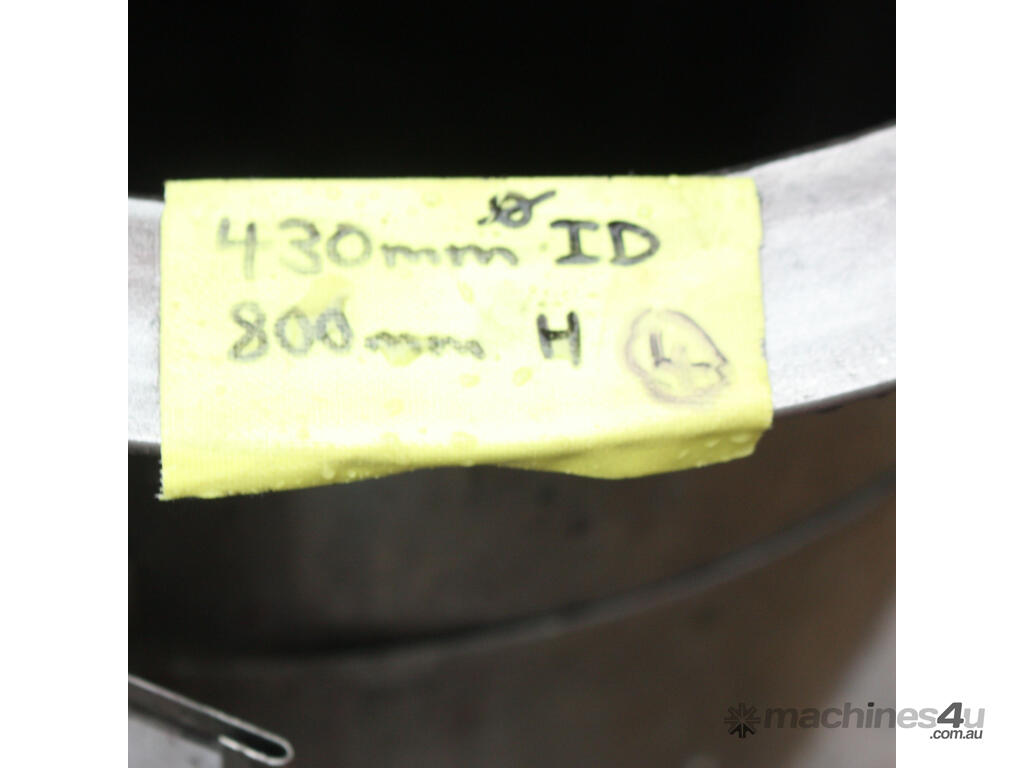 430mm ø ID
800mm H
machines4u
.com.au